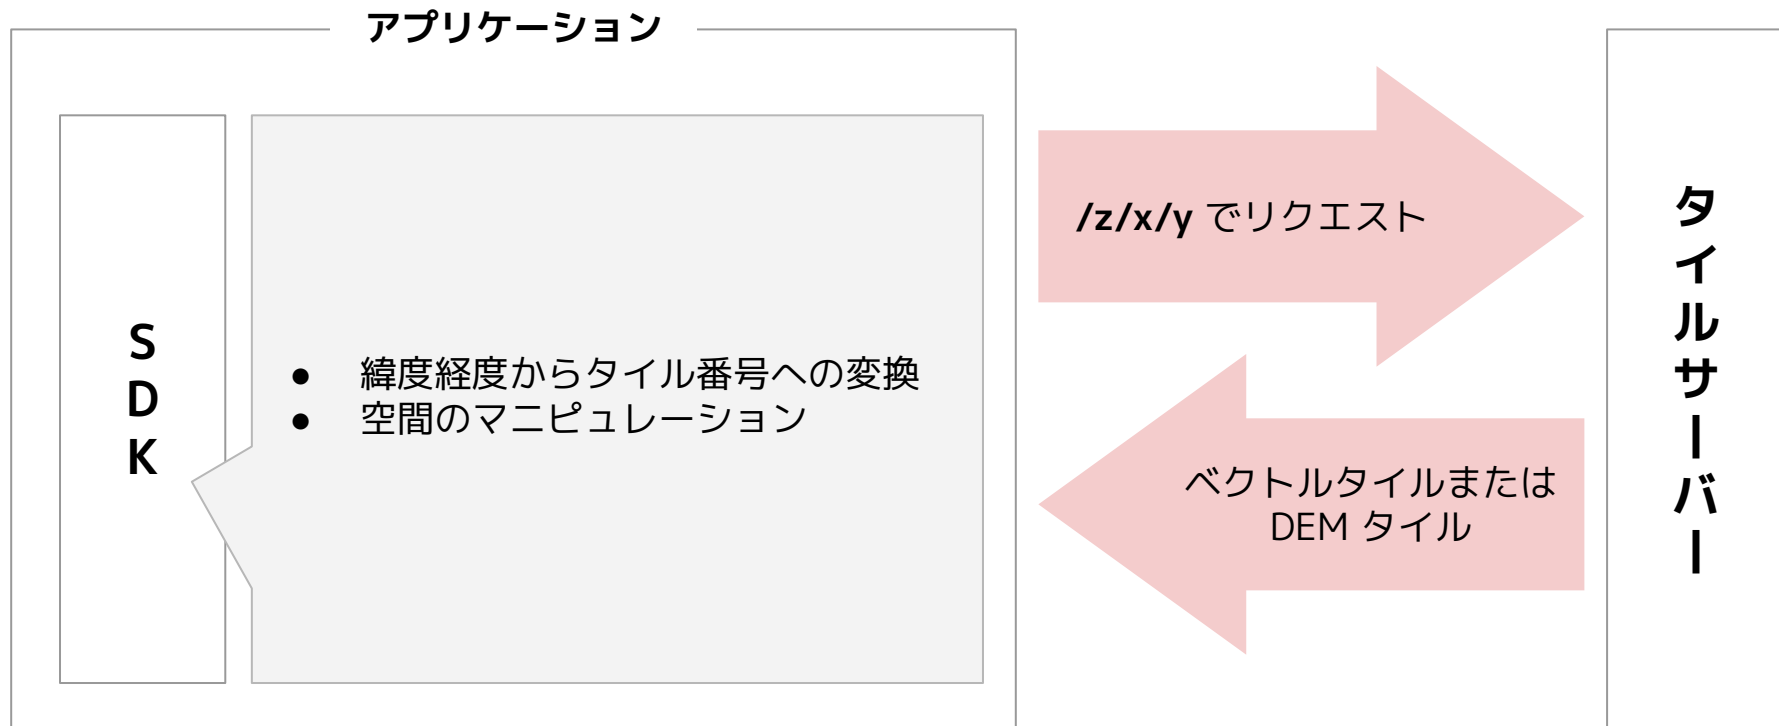 アプリケーション
SDK
● 緯度経度からタイル番号への変換
● 空間のマニピュレーション
/z/x/y でリクエスト
ベクトルタイルまたは
DEM タイル
タイルサーバー